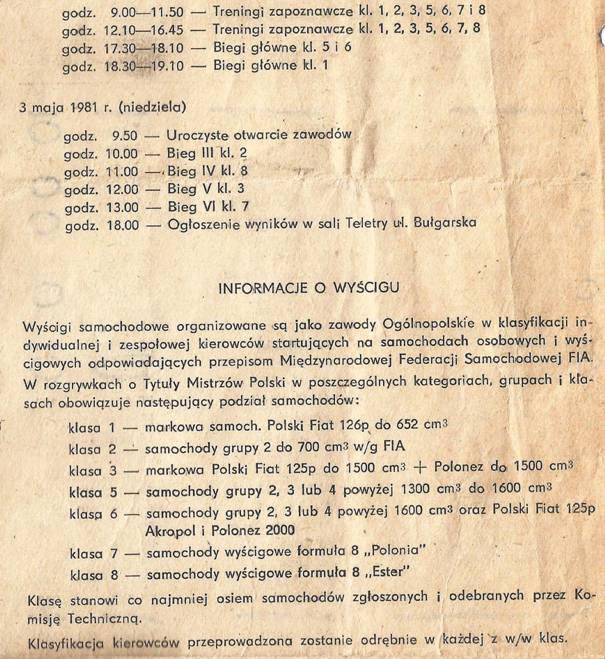 godz. 9.00—11.50 — Treningi zapoznawcze kl. 1, 2, 3, 5, 6, 7 i 8
godz. 12.10—16.45 — Treningi zapoznawcze kl. 1, 2, 3, 5, 6, 7, 8
godz. 17.30—18.10 — Biegi główne kl. 5 i 6
godz. 18.30—19.10 — Biegi główne kl. 1
3 maja 1981 r. (niedziela)
godz. 9.50 — Uroczyste otwarcie zawodów
godz. 10.00 — Bieg III kl. 2
godz. 11.00 — Bieg IV kl. 8
godz. 12.00 — Bieg V kl. 3
godz. 13.00 — Bieg VI kl. 7
godz. 18.00 — Ogłoszenie wyników w sali Teletry ul. Bułgarska
INFORMACJE O WYŚCIGU
Wyścigi samochodowe organizowane są jako zawody Ogólnopolskie w klasyfikacji in-
dywidualnej i zespołowej kierowców startujących na samochodach osobowych i wyś-
cigowych odpowiadających przepisom Międzynarodowej Federacji Samochodowej FIA.
W rozgrywkach o Tytuły Mistrzów Polski w poszczególnych kategoriach, grupach i kla-
sach obowiązuje następujący podział samochodów:
klasa 1 — markowa samoch. Polski Fiat 126p do 652 cm³
klasa 2 — samochody grupy 2 do 700 cm³ w/g FIA
klasa 3 — markowa Polski Fiat 125p do 1500 cm³ + Polonez do 1500 cm³
klasa 5 — samochody grupy 2, 3 lub 4 powyżej 1300 cm³ do 1600 cm³
klasa 6 — samochody grupy 2, 3 lub 4 powyżej 1600 cm³ oraz Polski Fiat 125p
Akropol i Polonez 2000
klasa 7 — samochody wyścigowe formuła 8 „Polonia"
klasa 8 — samochody wyścigowe formuła 8 „Ester"
Klasę stanowi co najmniej osiem samochodów zgłoszonych i odebranych przez Ko-
misję Techniczną.
Klasyfikacja kierowców przeprowadzona zostanie odrębnie w każdej z w/w klas.